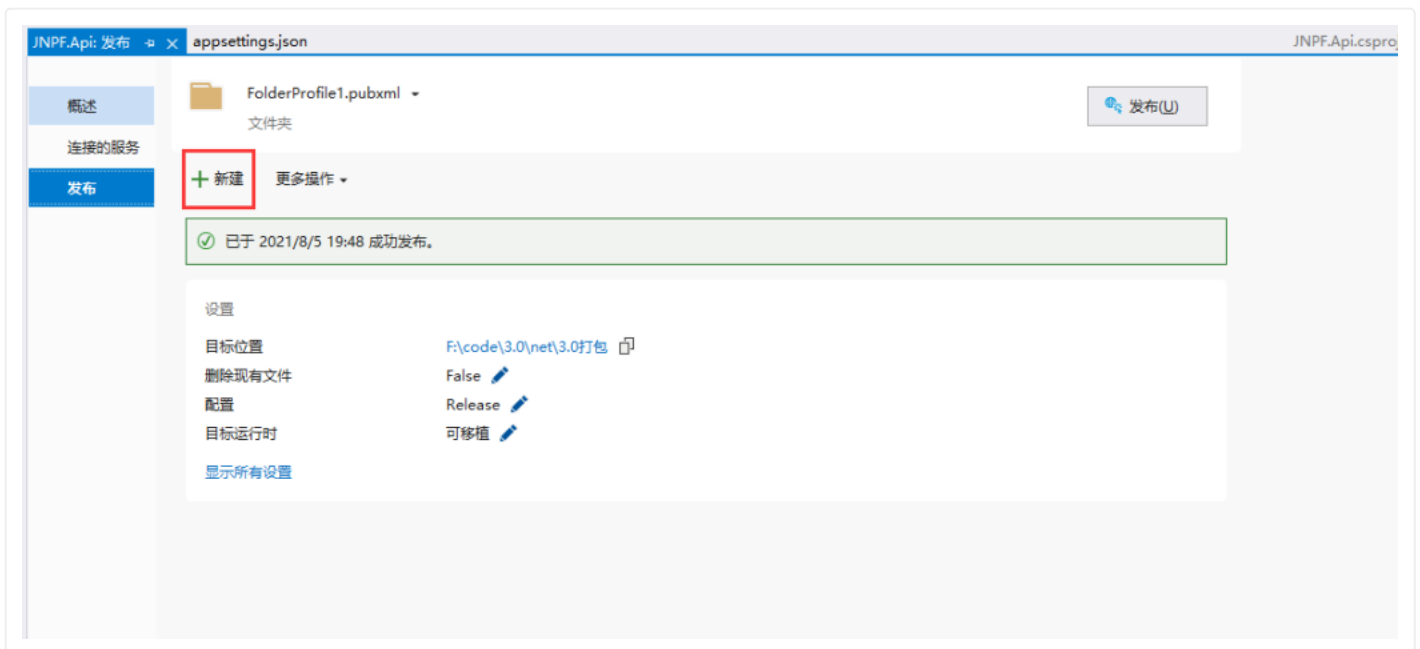 JNPF.Api: 发布 appsettings.json JNPF.Api.cspro
概述
连接的服务
发布
FolderProfile1.pubxml
文件夹
发布(U)
新建 更多操作
已于 2021/8/5 19:48 成功发布。
设置
目标位置 F:\code\3.0\net\3.0打包
删除现有文件 False
配置 Release
目标运行时 可移植
显示所有设置